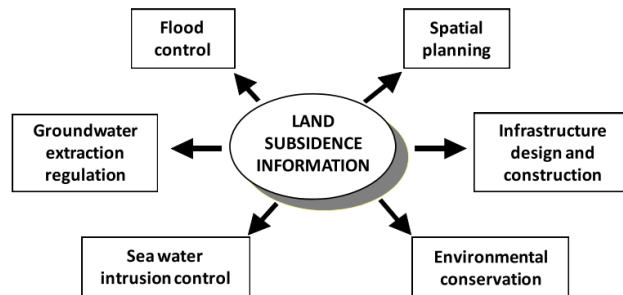 Flood
control
Spatial
planning
LAND
SUBSIDENCE
INFORMATION
Groundwater
extraction
regulation
Infrastructure
design and
construction
Sea water
intrusion control
Environmental
conservation